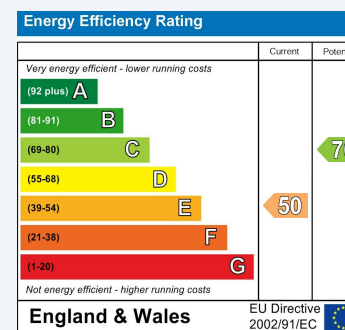 Energy Efficiency Rating
Current
Very energy efficient - lower running costs
(92 plus) A
(81-91) B
(69-80) C
(55-68) D
(39-54) E
50
(21-38) F
(1-20) G
Not energy efficient - higher running costs
England & Wales
EU Directive
2002/91/EC